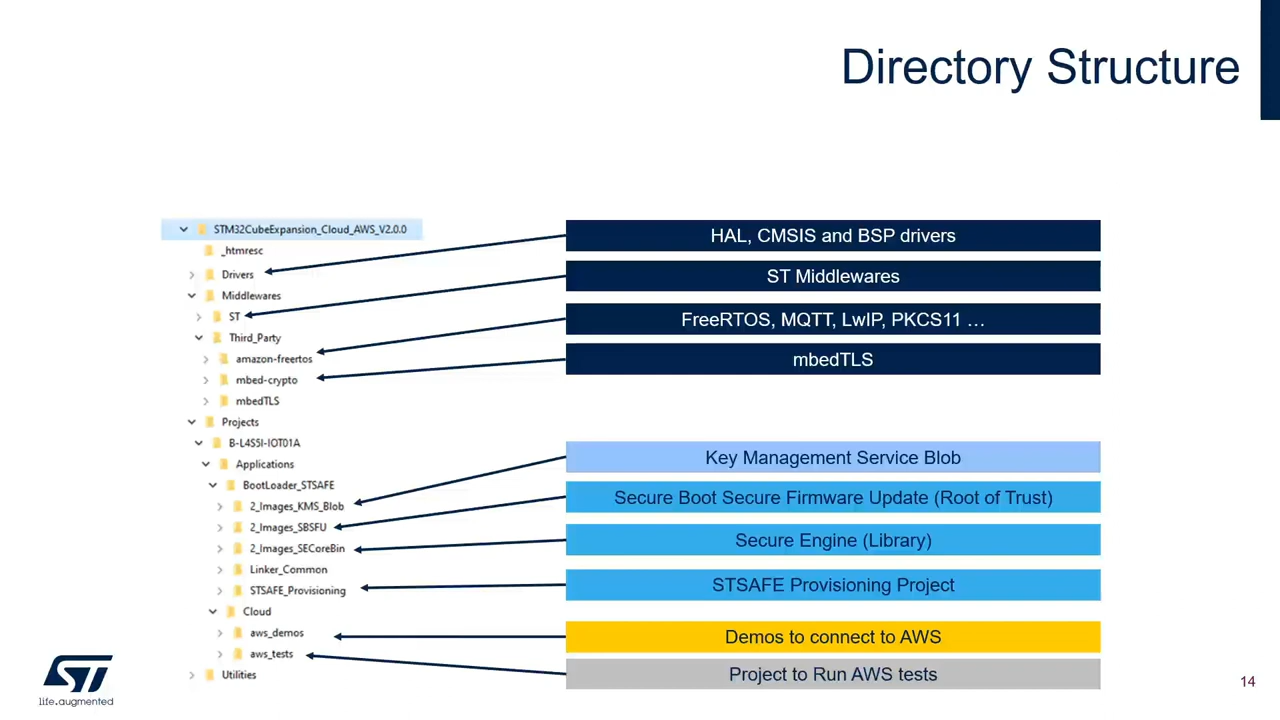 Directory Structure
STM32CubeExpansion_Cloud_AWS_V2.0.0
_htmresc
Drivers
Middlewares
ST
Third_Party
amazon-freertos
mbed-crypto
mbedTLS
Projects
B-L4S5I-IOT01A
Applications
BootLoader_STSAFE
2_Images_KMS_Blob
2_Images_SBSFU
2_Images_SECoreBin
Linker_Common
STSAFE_Provisioning
Cloud
aws_demos
aws_tests
Utilities
HAL, CMSIS and BSP drivers
ST Middlewares
FreeRTOS, MQTT, LwIP, PKCS11 …
mbedTLS
Key Management Service Blob
Secure Boot Secure Firmware Update (Root of Trust)
Secure Engine (Library)
STSAFE Provisioning Project
Demos to connect to AWS
Project to Run AWS tests
ST
life.augmented
14